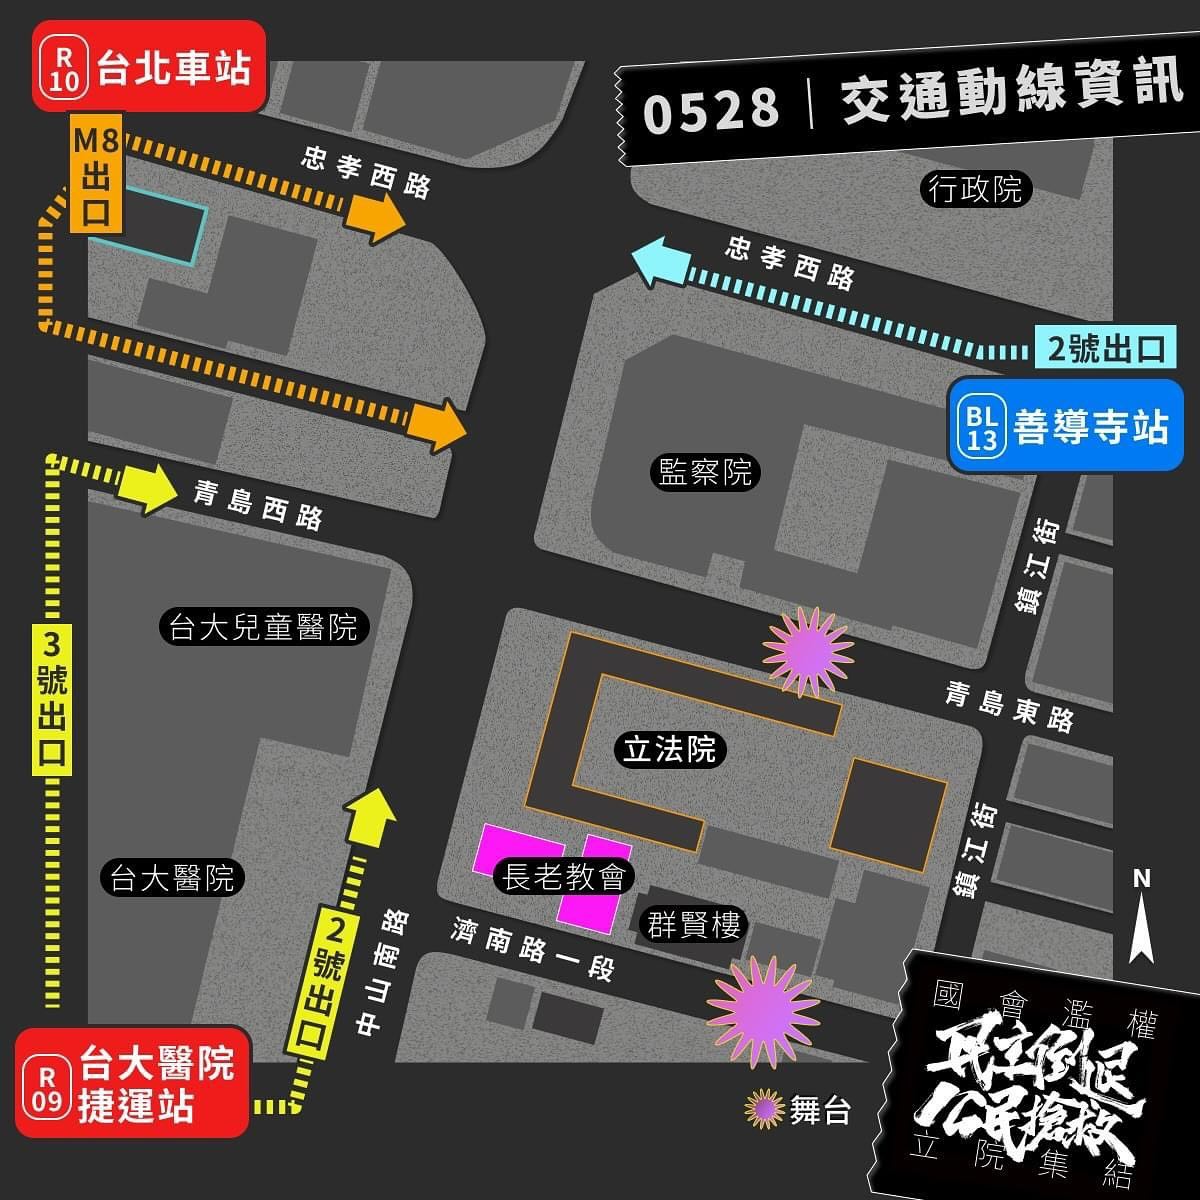 R
10
台北車站
0528｜交通動線資訊
M8
出
口
忠孝西路
行政院
忠孝西路
2號出口
BL
13
善導寺站
監察院
青島西路
鎮江街
台大兒童醫院
3
號
出
口
青島東路
立法院
鎮江街
長老教會
台大醫院
群賢樓
N
2號出口
中山南路
濟南路一段
R
09
台大醫院
捷運站
舞台
國會濫權
民主倒退
公民搶救
立院集結